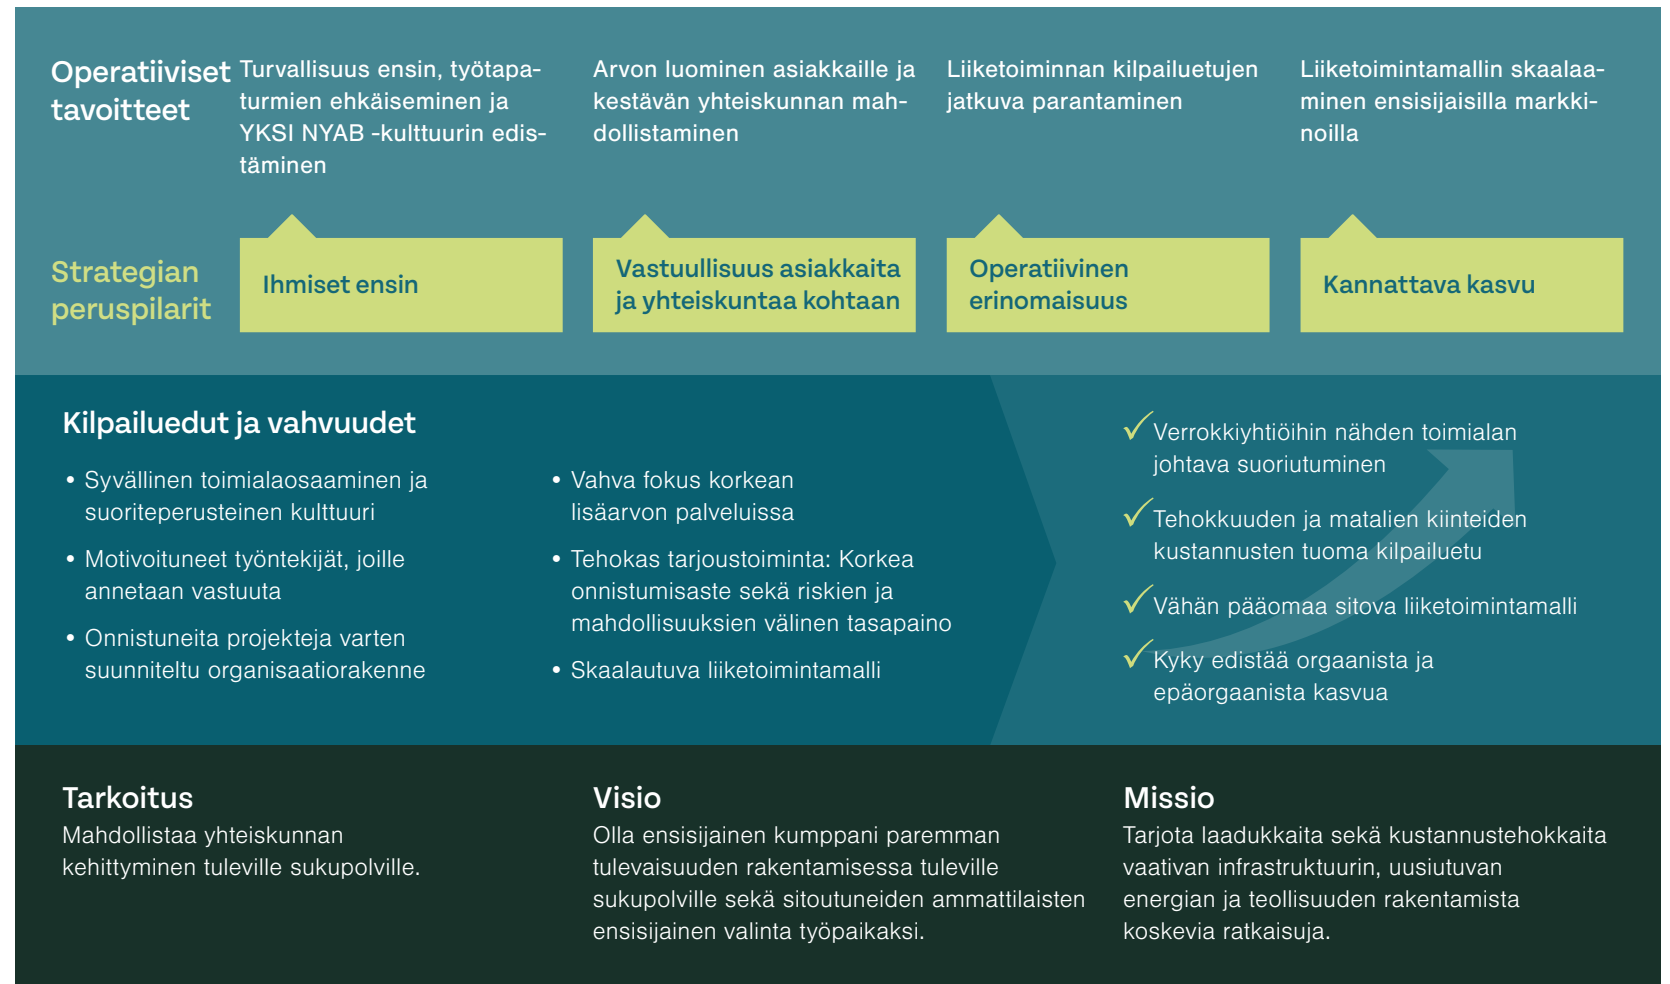 Operatiiviset
tavoitteet
Turvallisuus ensin, työtapa-
turmien ehkäiseminen ja
YKSI NYAB -kulttuurin edis-
täminen
Arvon luominen asiakkaille ja
kestävän yhteiskunnan mah-
dollistaminen
Liiketoiminnan kilpailuetujen
jatkuva parantaminen
Liiketoimintamallin skaalaa-
minen ensisijaisilla markki-
noilla
Strategian
peruspilarit
Ihmiset ensin
Vastuullisuus asiakkaita
ja yhteiskuntaa kohtaan
Operatiivinen
erinomaisuus
Kannattava kasvu
Kilpailuedut ja vahvuudet
• Syvällinen toimialaosaaminen ja
suoriteperusteinen kulttuuri
• Motivoituneet työntekijät, joille
annetaan vastuuta
• Onnistuneita projekteja varten
suunniteltu organisaatiorakenne
• Vahva fokus korkean
lisäarvon palveluissa
• Tehokas tarjoustoiminta: Korkea
onnistumisaste sekä riskien ja
mahdollisuuksien välinen tasapaino
• Skaalautuva liiketoimintamalli
✓ Verrokkiyhtiöihin nähden toimialan
johtava suoriutuminen
✓ Tehokkuuden ja matalien kiinteiden
kustannusten tuoma kilpailuetu
✓ Vähän pääomaa sitova liiketoimintamalli
✓ Kyky edistää orgaanista ja
epäorgaanista kasvua
Tarkoitus
Mahdollistaa yhteiskunnan
kehittyminen tuleville sukupolville.
Visio
Olla ensisijainen kumppani paremman
tulevaisuuden rakentamisessa tuleville
sukupolville sekä sitoutuneiden ammattilaisten
ensisijainen valinta työpaikaksi.
Missio
Tarjota laadukkaita sekä kustannustehokkaita
vaativan infrastruktuurin, uusiutuvan
energian ja teollisuuden rakentamista
koskevia ratkaisuja.